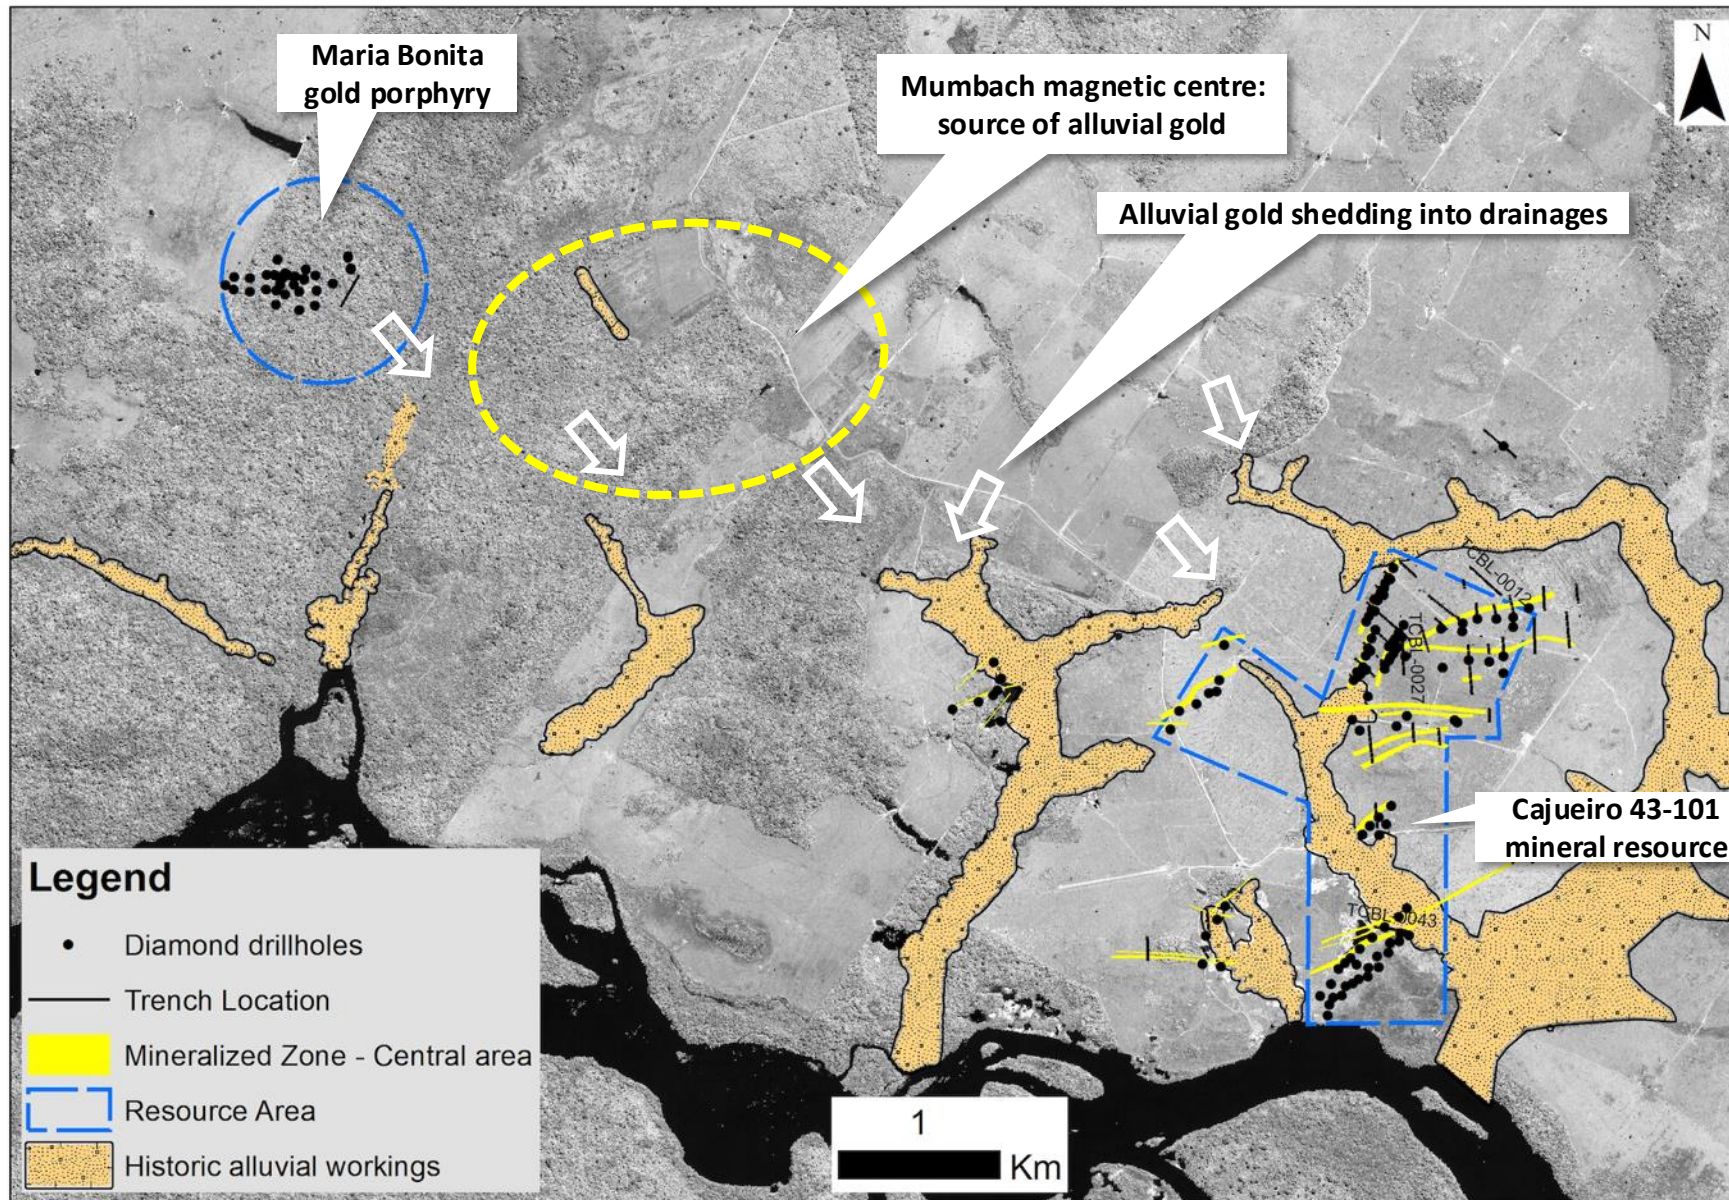 Maria Bonita
gold porphyry
Mumbach magnetic centre:
source of alluvial gold
N
Alluvial gold shedding into drainages
TCBL-0012
TCBL-0027
Cajueiro 43-101
mineral resource
TCBL-0043
Legend
Diamond drillholes
Trench Location
Mineralized Zone - Central area
Resource Area
Historic alluvial workings
1
Km